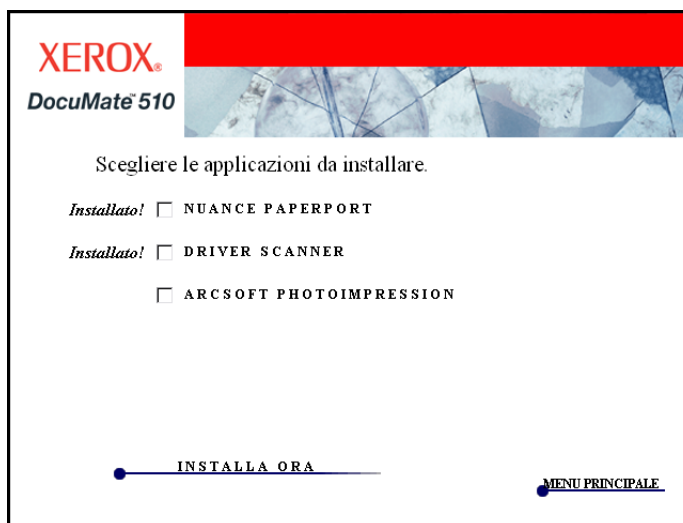 XEROX®
DocuMate™ 510
Scegliere le applicazioni da installare.
Installato! NUANCE PAPERPORT
Installato! DRIVER SCANNER
ARCSOFT PHOTOIMPRESSION
INSTALLA ORA
MENU PRINCIPALE